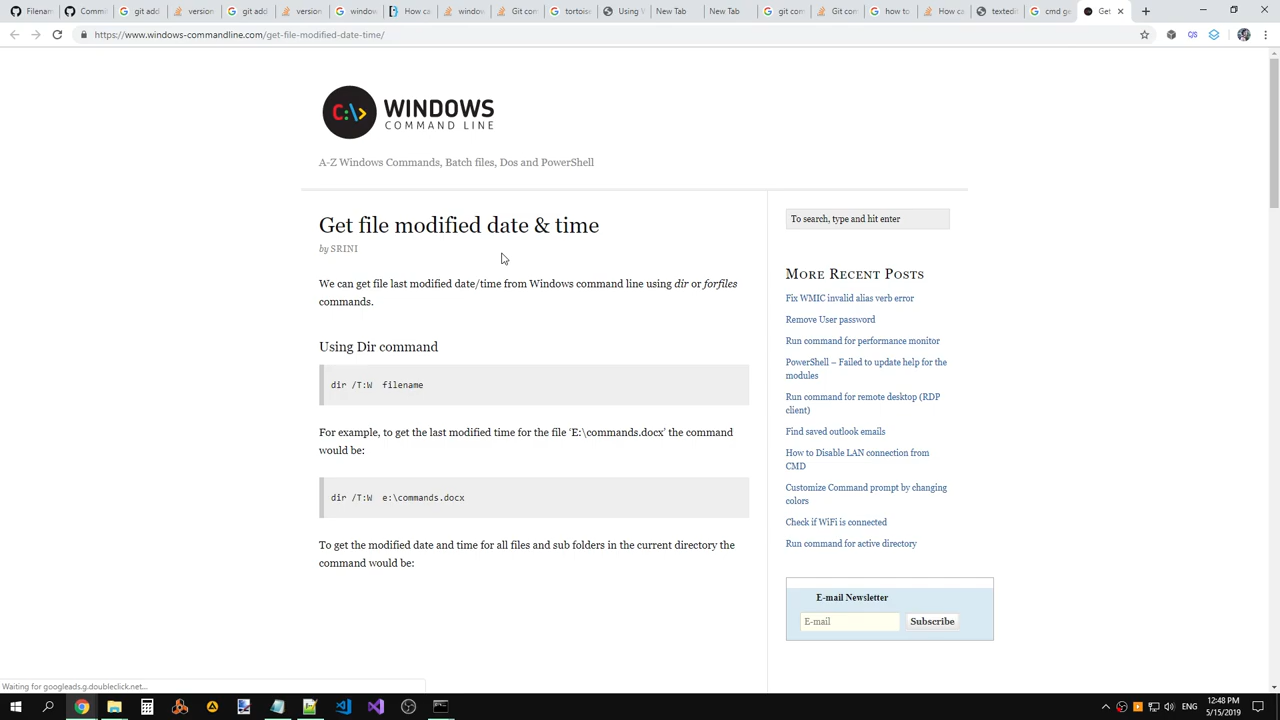 Filenam
git add
version
git add
version
window
How ca
window
Git con
tortoise
Using V
New Tab
New Tab
git com
Git con
how to
How ca
textedit
cmd ge
Get
https://www.windows-commandline.com/get-file-modified-date-time/
C:\>
WINDOWS
COMMAND LINE
A-Z Windows Commands, Batch files, Dos and PowerShell
Get file modified date & time
by SRINI
We can get file last modified date/time from Windows command line using dir or forfiles
commands.
Using Dir command
dir /T:W  filename
For example, to get the last modified time for the file ‘E:\commands.docx’ the command
would be:
dir /T:W  e:\commands.docx
To get the modified date and time for all files and sub folders in the current directory the
command would be:
To search, type and hit enter
MORE RECENT POSTS
Fix WMIC invalid alias verb error
Remove User password
Run command for performance monitor
PowerShell – Failed to update help for the
modules
Run command for remote desktop (RDP
client)
Find saved outlook emails
How to Disable LAN connection from
CMD
Customize Command prompt by changing
colors
Check if WiFi is connected
Run command for active directory
E-mail Newsletter
E-mail
Subscribe
Waiting for googleads.g.doubleclick.net...
ENG
12:48 PM
5/15/2019